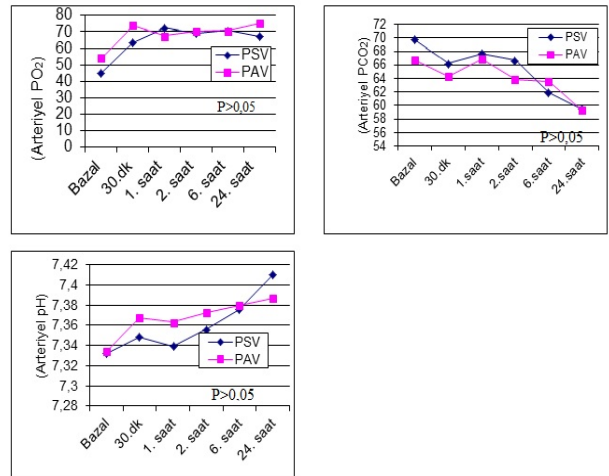 (Arteriyel PO2)
80
70
60
50
40
30
20
10
0
PSV
PAV
P>0,05
Bazal
30.dk
1. saat
2. saat
6. saat
24. saat
(Arteriyel PCO2)
72
70
68
66
64
62
60
58
56
54
PSV
PAV
P>0,05
Bazal
30.dk
1.saat
2.saat
6.saat
24.saat
(Arteriyel pH)
7,42
7,4
7,38
7,36
7,34
7,32
7,3
7,28
PSV
PAV
P>0.05
Bazal
30.dk
1. saat
2. saat
6. saat
24. saat